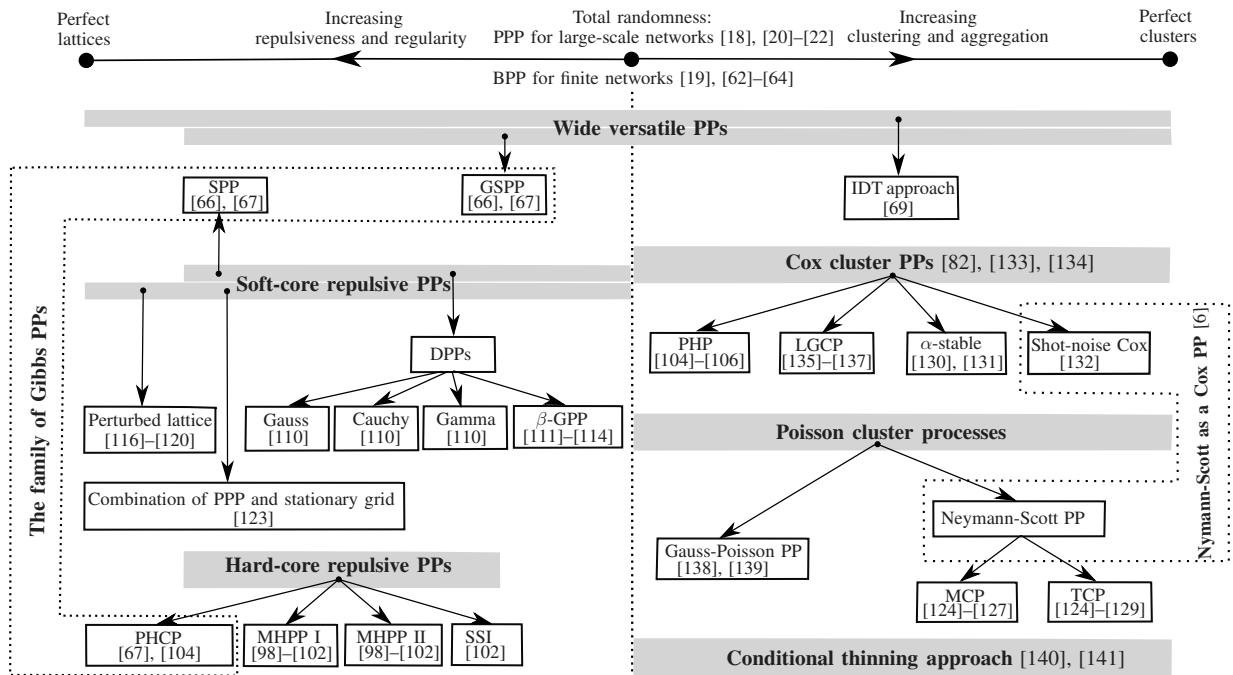 Perfect
lattices
Increasing
repulsiveness and regularity
Total randomness:
PPP for large-scale networks [18], [20]–[22]
Increasing
clustering and aggregation
Perfect
clusters
BPP for finite networks [19], [62]–[64]
Wide versatile PPs
SPP
[66], [67]
GSPP
[66], [67]
IDT approach
[69]
Soft-core repulsive PPs
Cox cluster PPs [82], [133], [134]
DPPs
PHP
[104]–[106]
LGCP
[135]–[137]
α-stable
[130], [131]
Shot-noise Cox
[132]
Perturbed lattice
[116]–[120]
Gauss
[110]
Cauchy
[110]
Gamma
[110]
β-GPP
[111]–[114]
Poisson cluster processes
Combination of PPP and stationary grid
[123]
Neymann-Scott PP
Gauss-Poisson PP
[138], [139]
Hard-core repulsive PPs
MCP
[124]–[127]
TCP
[124]–[129]
PHCP
[67], [104]
MHPP I
[98]–[102]
MHPP II
[98]–[102]
SSI
[102]
Conditional thinning approach [140], [141]
The family of Gibbs PPs
Nymann-Scott as a Cox PP [6]